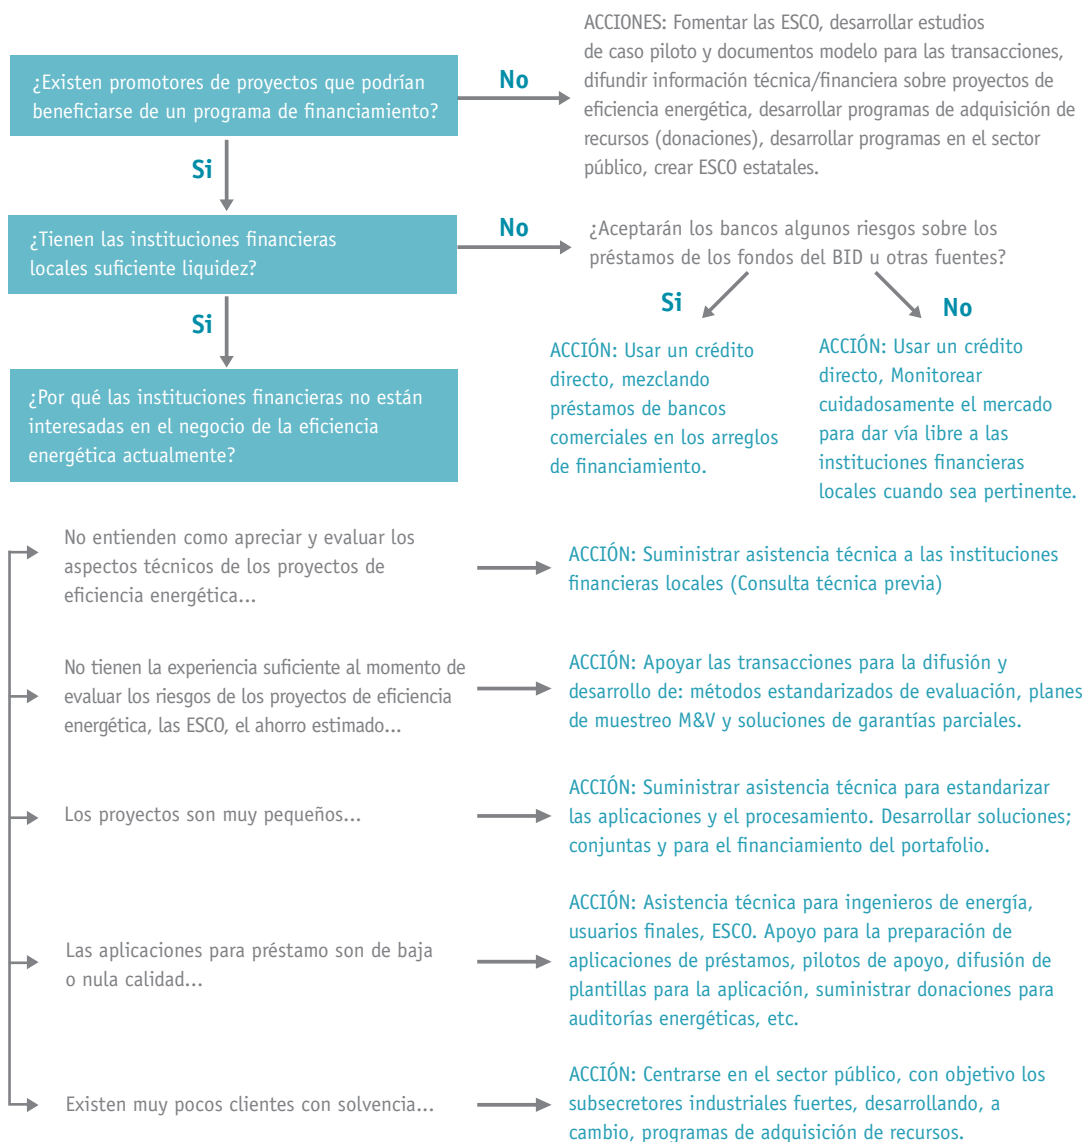 ACCIONES: Fomentar las ESCO, desarrollar estudios
de caso piloto y documentos modelo para las transacciones,
difundir información técnica/financiera sobre proyectos de
eficiencia energética, desarrollar programas de adquisición de
recursos (donaciones), desarrollar programas en el sector
público, crear ESCO estatales.
¿Existen promotores de proyectos que podrían
beneficiarse de un programa de financiamiento?
No
Si
¿Tienen las instituciones financieras
locales suficiente liquidez?
No
¿Aceptarán los bancos algunos riesgos sobre los
préstamos de los fondos del BID u otras fuentes?
Si
No
ACCIÓN: Usar un crédito
directo, mezclando
préstamos de bancos
comerciales en los arreglos
de financiamiento.
ACCIÓN: Usar un crédito
directo, Monitorear
cuidadosamente el mercado
para dar vía libre a las
instituciones financieras
locales cuando sea pertinente.
Si
¿Por qué las instituciones financieras no están
interesadas en el negocio de la eficiencia
energética actualmente?
No entienden como apreciar y evaluar los
aspectos técnicos de los proyectos de
eficiencia energética...
ACCIÓN: Suministrar asistencia técnica a las instituciones
financieras locales (Consulta técnica previa)
No tienen la experiencia suficiente al momento de
evaluar los riesgos de los proyectos de eficiencia
energética, las ESCO, el ahorro estimado...
ACCIÓN: Apoyar las transacciones para la difusión y
desarrollo de: métodos estandarizados de evaluación, planes
de muestreo M&V y soluciones de garantías parciales.
Los proyectos son muy pequeños...
ACCIÓN: Suministrar asistencia técnica para estandarizar
las aplicaciones y el procesamiento. Desarrollar soluciones;
conjuntas y para el financiamiento del portafolio.
Las aplicaciones para préstamo son de baja
o nula calidad...
ACCIÓN: Asistencia técnica para ingenieros de energía,
usuarios finales, ESCO. Apoyo para la preparación de
aplicaciones de préstamos, pilotos de apoyo, difusión de
plantillas para la aplicación, suministrar donaciones para
auditorías energéticas, etc.
Existen muy pocos clientes con solvencia...
ACCIÓN: Centrarse en el sector público, con objetivo los
subsecretores industriales fuertes, desarrollando, a
cambio, programas de adquisición de recursos.